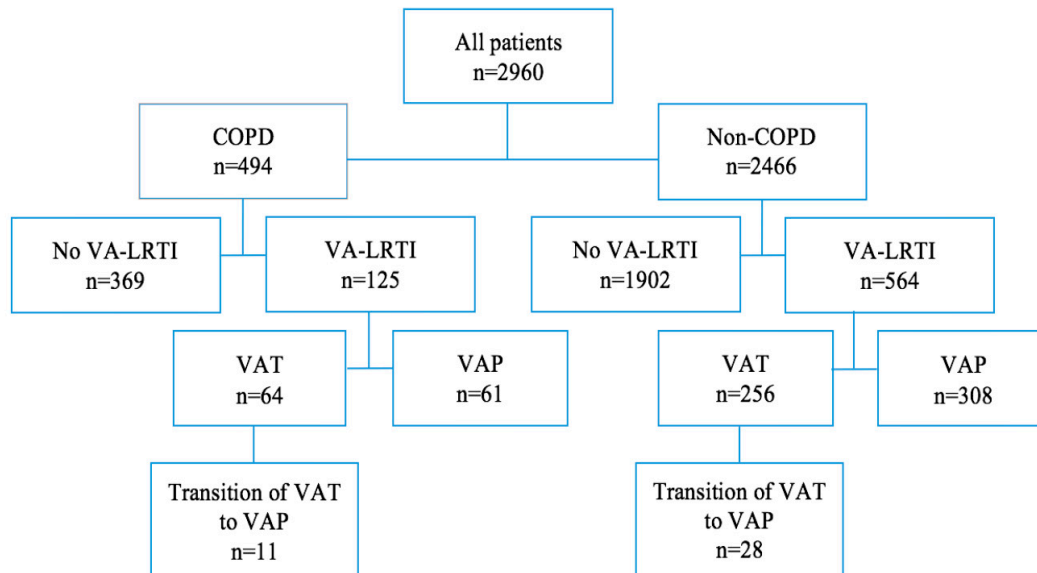 All patients
n=2960
COPD
n=494
Non-COPD
n=2466
No VA-LRTI
n=369
VA-LRTI
n=125
No VA-LRTI
n=1902
VA-LRTI
n=564
VAT
n=64
VAP
n=61
VAT
n=256
VAP
n=308
Transition of VAT
to VAP
n=11
Transition of VAT
to VAP
n=28